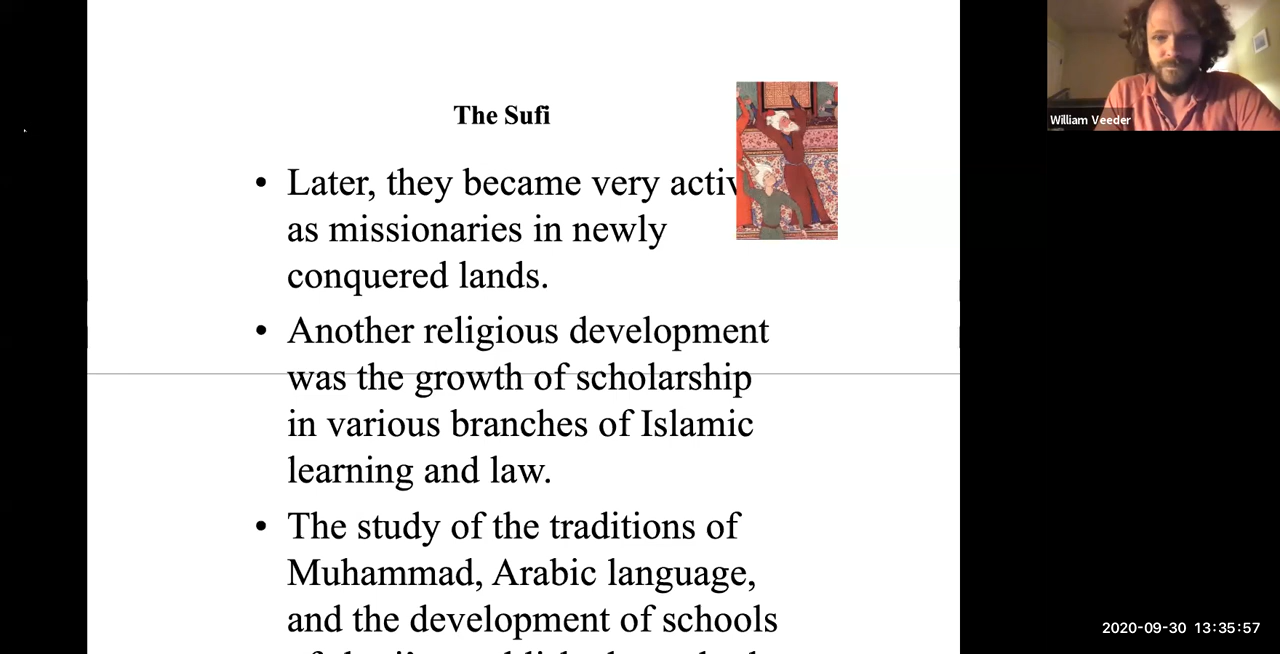 The Sufi
• Later, they became very activ
as missionaries in newly
conquered lands.
• Another religious development
was the growth of scholarship
in various branches of Islamic
learning and law.
• The study of the traditions of
Muhammad, Arabic language,
and the development of schools
William Veeder
2020-09-30 13:35:57